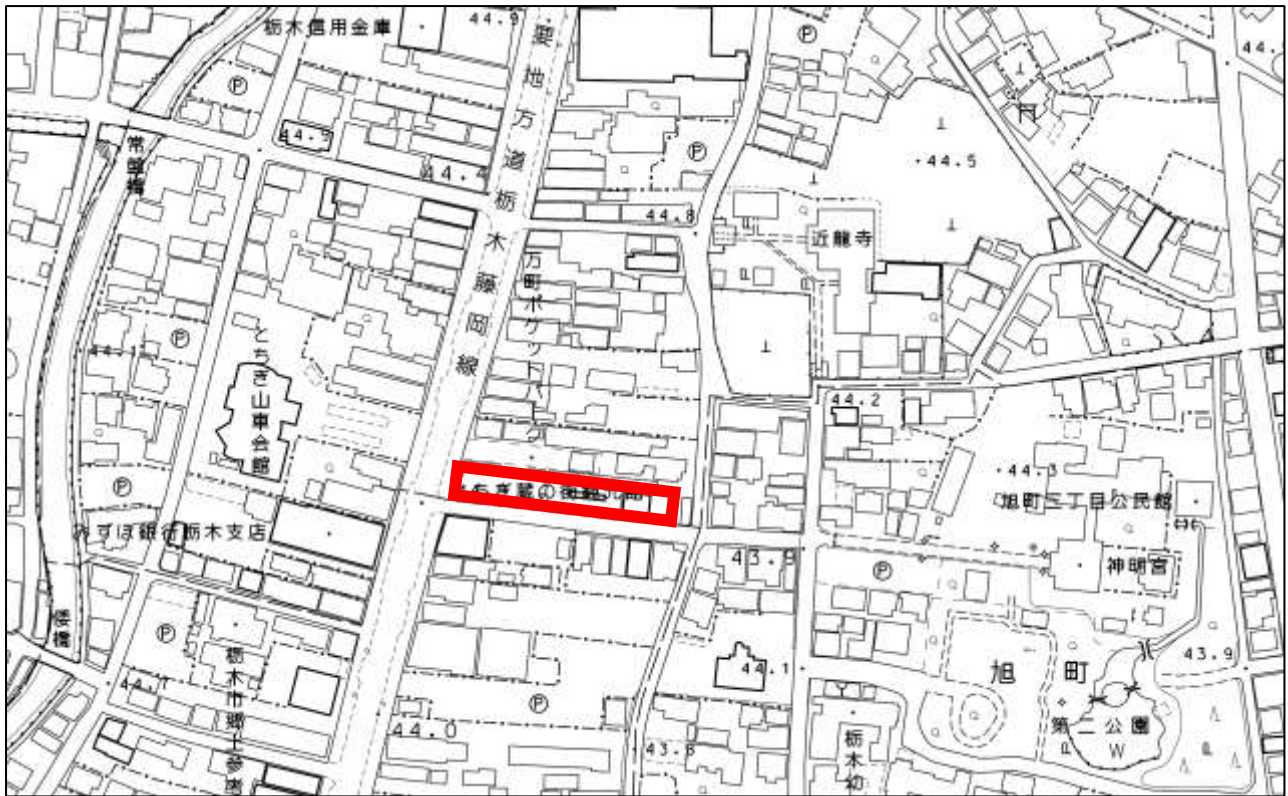 栃木信用金庫
44.9
要地方道栃木藤岡線
Ⓟ
Ⓟ
44.
常盤橋
44.4
Ⓟ
44.5
44.8
近龍寺
万町ポケットパーク
とちぎ山車会館
Ⓟ
44.2
44.3
Ⓟ
みずほ銀行栃木支店
旭町三丁目公民館
43.9
Ⓟ
神明宮
倭橋
Ⓟ
栃木市郷土参考
44.1
旭町
43.9
44.0
Ⓟ
43.8
第二公園
W
栃木幼